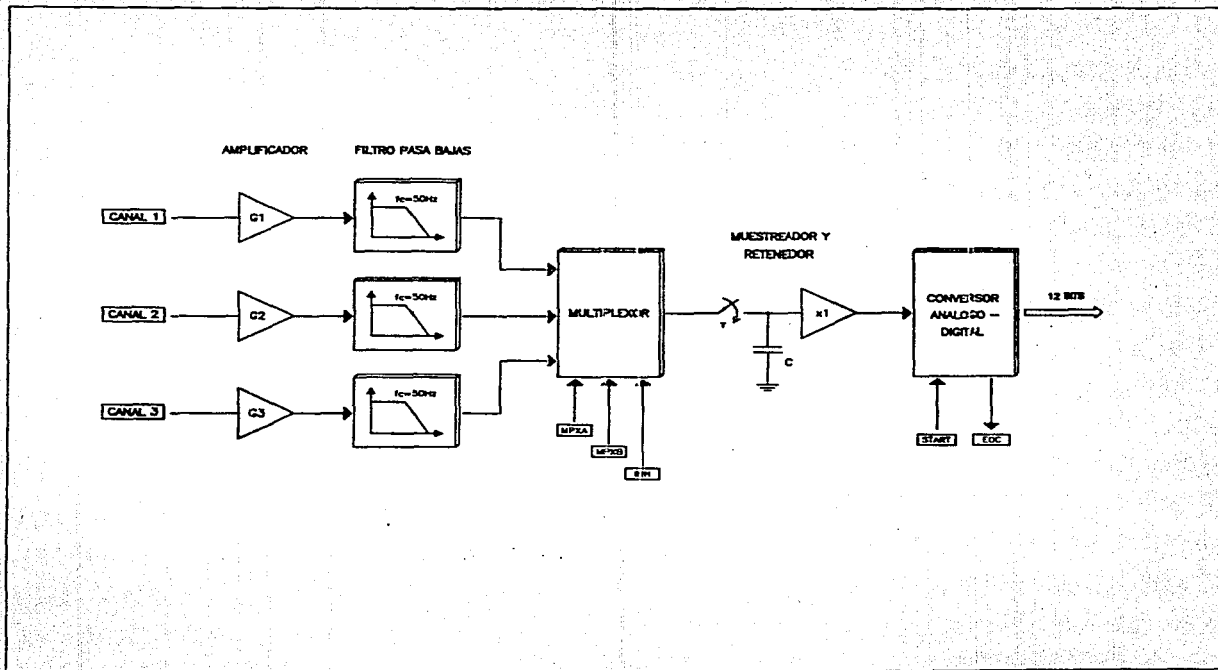 AMPLIFICADOR
FILTRO PASA BAJAS
CANAL 1
G1
fc=50Hz
CANAL 2
G2
fc=50Hz
CANAL 3
G3
fc=50Hz
MULTIPLEXOR
MPXA
MPXB
MUESTREADOR Y
RETENEDOR
T
C
x1
CONVERSOR
ANALOGO —
DIGITAL
12 BITS
START
EOC